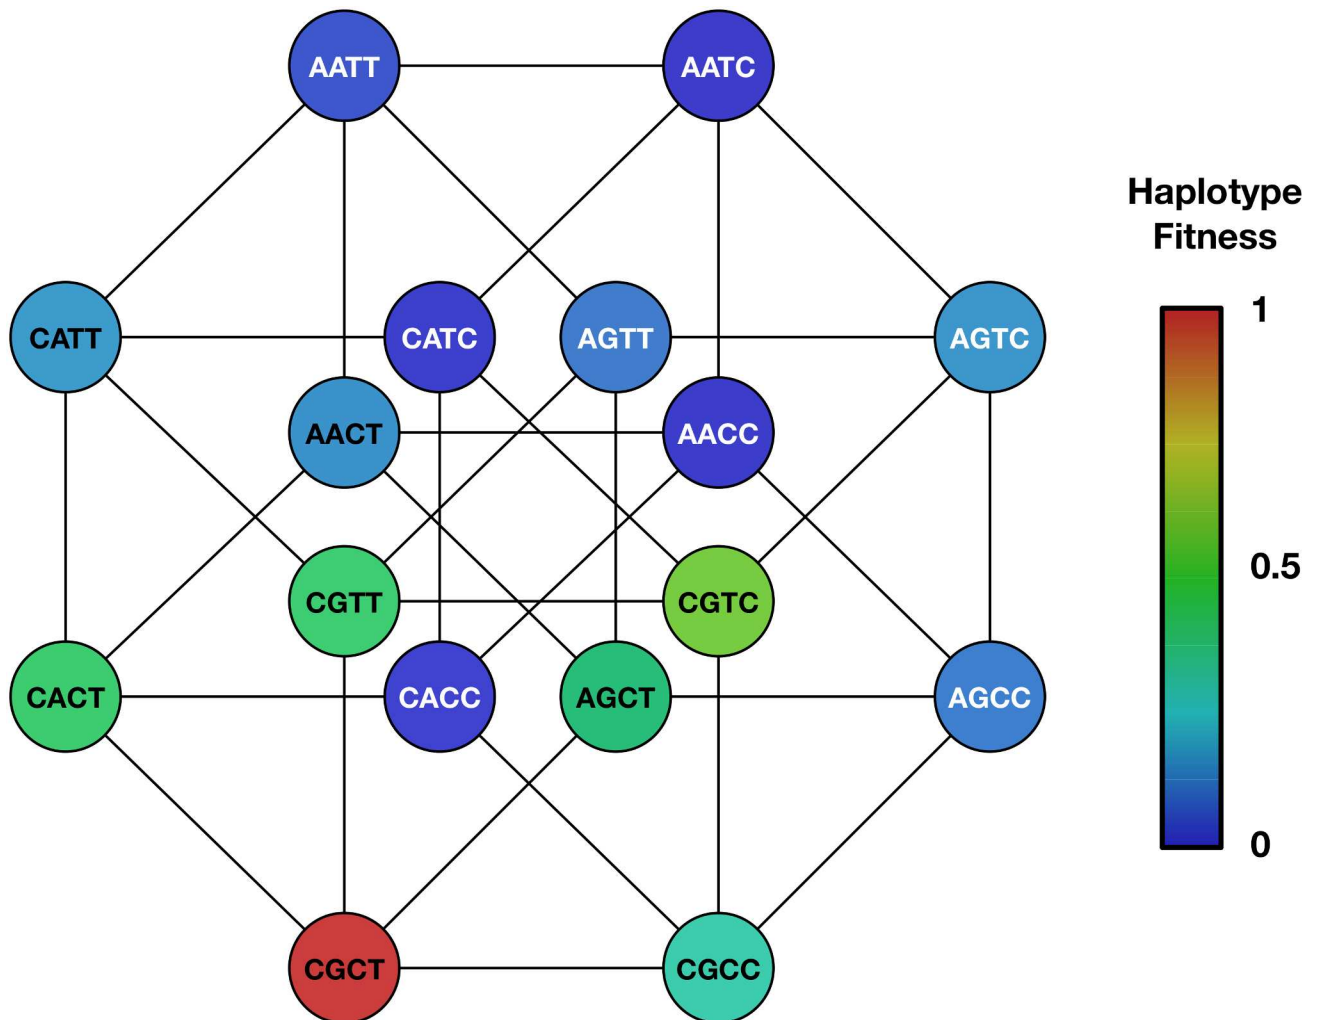 AATT
AATC
Haplotype
Fitness
1
CATT
CATC
AGTT
AGTC
AACT
AACC
0.5
CGTT
CGTC
CACT
CACC
AGCT
AGCC
0
CGCT
CGCC